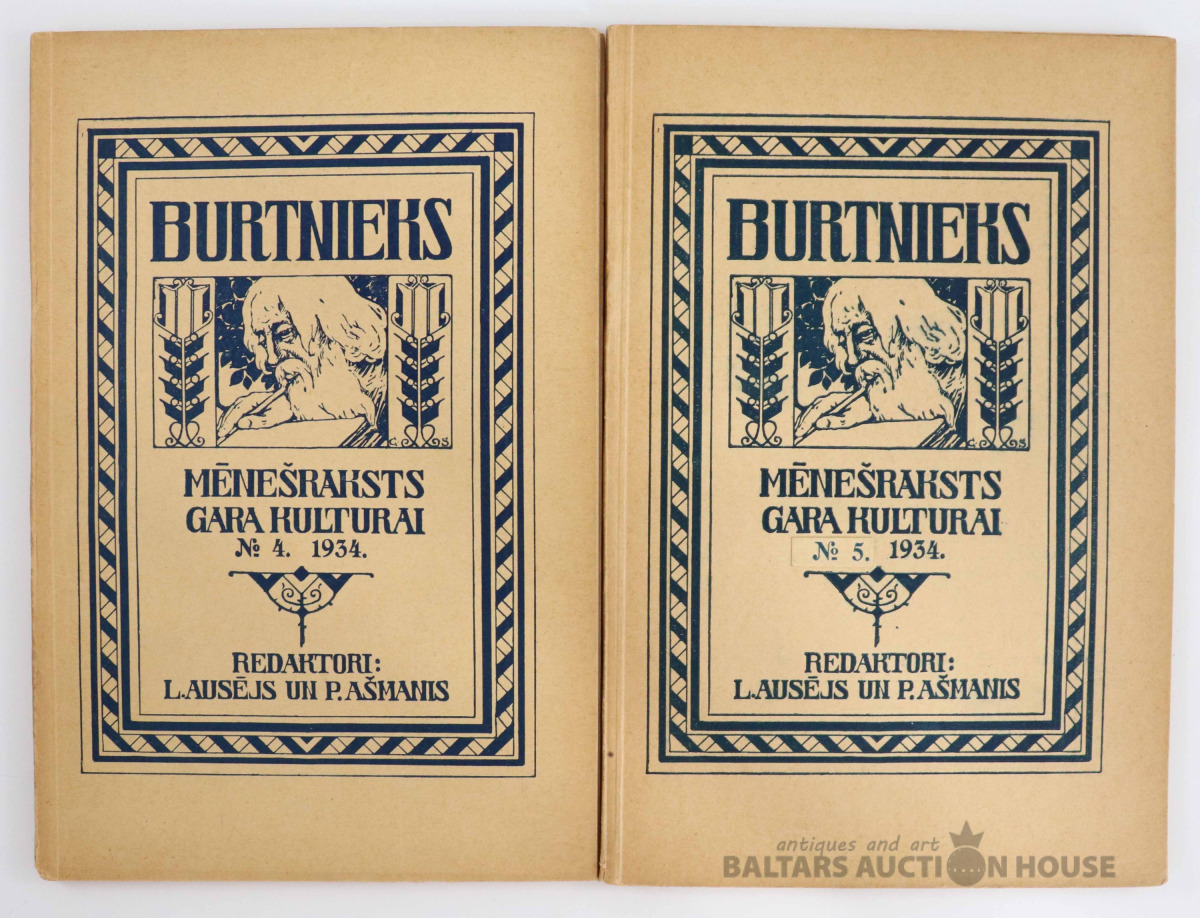 BURTNIEKS
C S
MĒNEŠRAKSTS
GARA KULTURAI
№ 4. 1934.
REDAKTORI:
L. AUSĒJS UN P. AŠMANIS
BURTNIEKS
C S
MĒNEŠRAKSTS
GARA KULTURAI
№ 5. 1934.
REDAKTORI:
L. AUSĒJS UN P. AŠMANIS
antiques and art
BALTARS AUCTION HOUSE